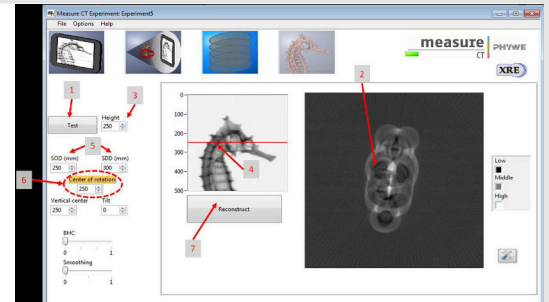 Measure CT Experiment: Experiment5
File Options Help
measure
CT
PHYWE
XRE
1
3
2
Test
Height
250
0-
100-
200-
300-
400-
500-
5
4
SOD (mm)
SDD (mm)
250
300
6
Center of rotation
250
Vertical center
Tilt
250
0
Reconstruct
7
BHC
0
1
Smoothing
0
1
Low
Middle
High